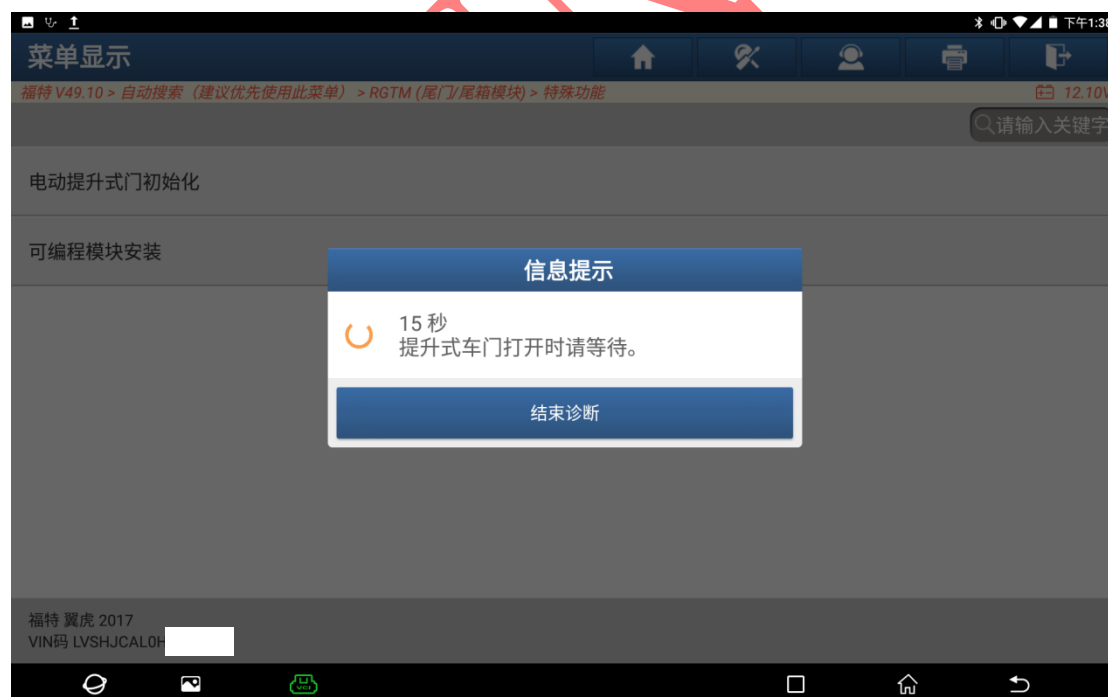 下午1:38
菜单显示
福特 V49.10 > 自动搜索（建议优先使用此菜单）> RGTM (尾门/尾箱模块) > 特殊功能
12.10V
请输入关键字
电动提升式门初始化
可编程模块安装
信息提示
15 秒
提升式车门打开时请等待。
结束诊断
福特 翼虎 2017
VIN码 LVSHJCAL0H
VCI